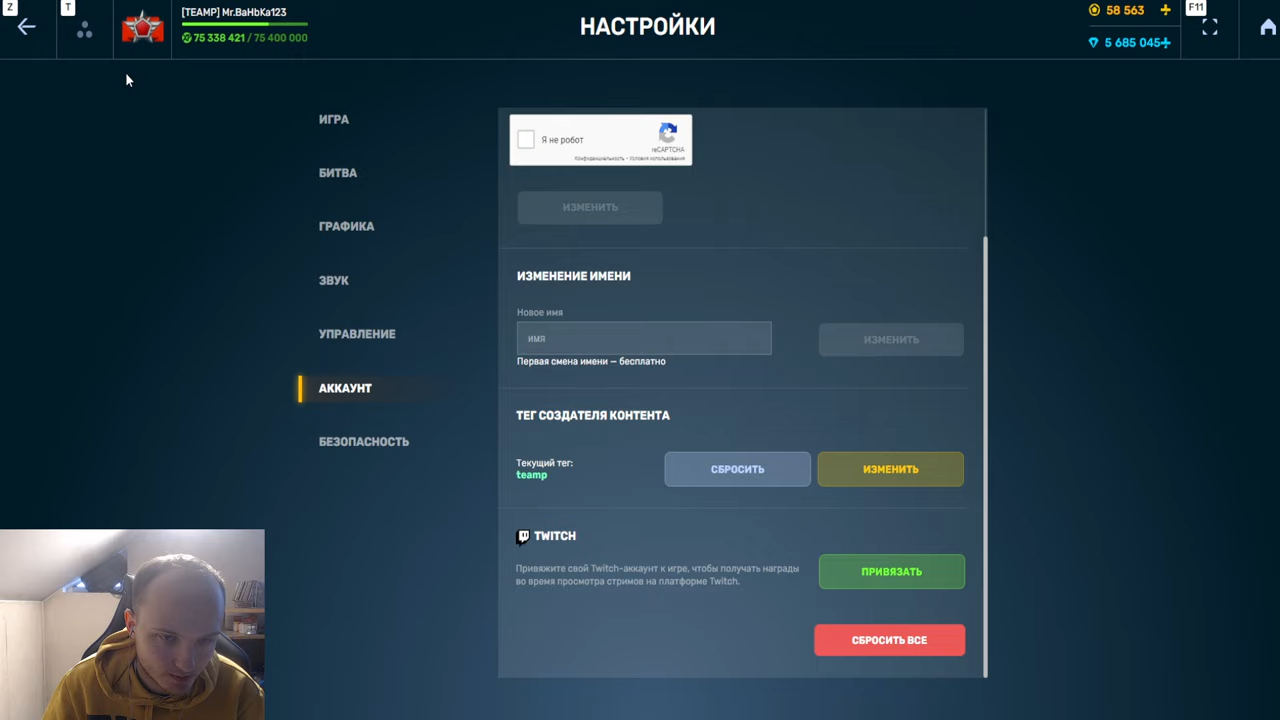 Z
T
[TEAMP] Mr.BaHbKa123
75 338 421 / 75 400 000
НАСТРОЙКИ
58 563 +
5 685 045+
F11
ИГРА
БИТВА
ГРАФИКА
ЗВУК
УПРАВЛЕНИЕ
АККАУНТ
БЕЗОПАСНОСТЬ
Я не робот
reCAPTCHA
Конфиденциальность - Условия использования
ИЗМЕНИТЬ
ИЗМЕНЕНИЕ ИМЕНИ
Новое имя
имя
ИЗМЕНИТЬ
Первая смена имени — бесплатно
ТЕГ СОЗДАТЕЛЯ КОНТЕНТА
Текущий тег:
teamp
СБРОСИТЬ
ИЗМЕНИТЬ
TWITCH
Привяжите свой Twitch-аккаунт к игре, чтобы получать награды
во время просмотра стримов на платформе Twitch.
ПРИВЯЗАТЬ
СБРОСИТЬ ВСЕ